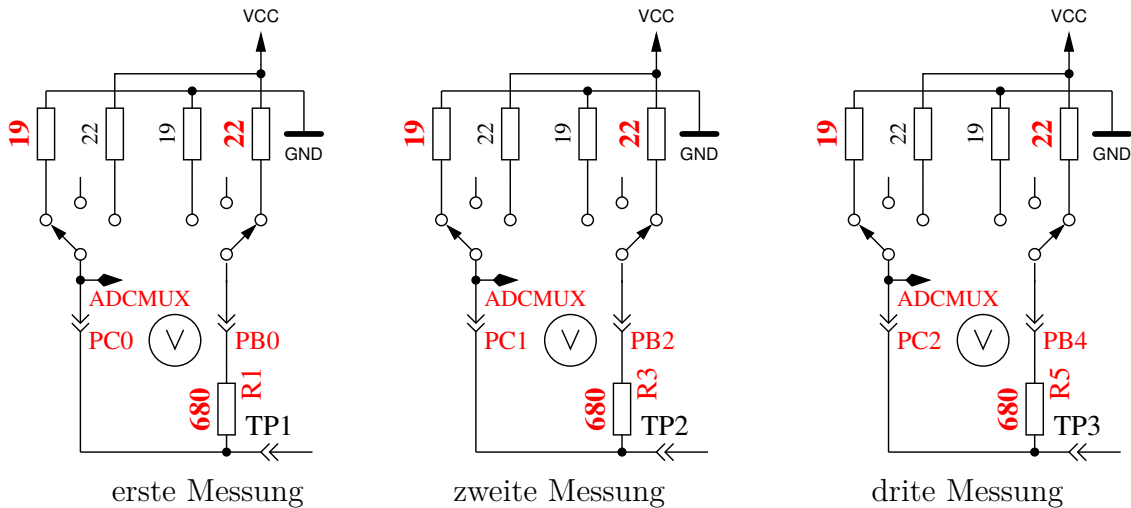 VCC
19
22
19
22
GND
ADCMUX
PC0
V
PB0
680
R1
TP1
erste Messung
VCC
19
22
19
22
GND
ADCMUX
PC1
V
PB2
680
R3
TP2
zweite Messung
VCC
19
22
19
22
GND
ADCMUX
PC2
V
PB4
680
R5
TP3
drite Messung